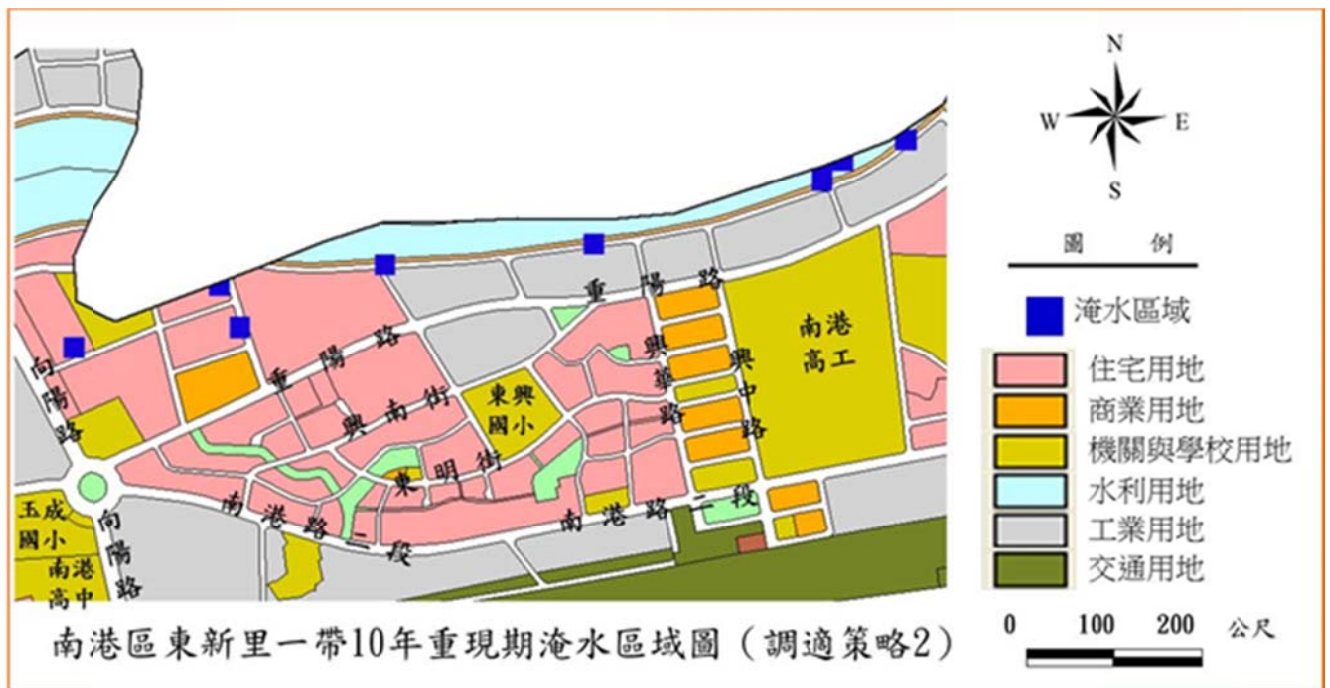 N
W
E
S
圖 例
淹水區域
住宅用地
商業用地
機關與學校用地
水利用地
工業用地
交通用地
0 100 200 公尺
重陽路
重陽路
向陽路
向陽路
興南街
東興
國小
東明街
興華路
興中路
南港
高工
南港路二段
南港路二段
玉成
國小
南港
高中
南港區東新里一帶10年重現期淹水區域圖（調適策略2）